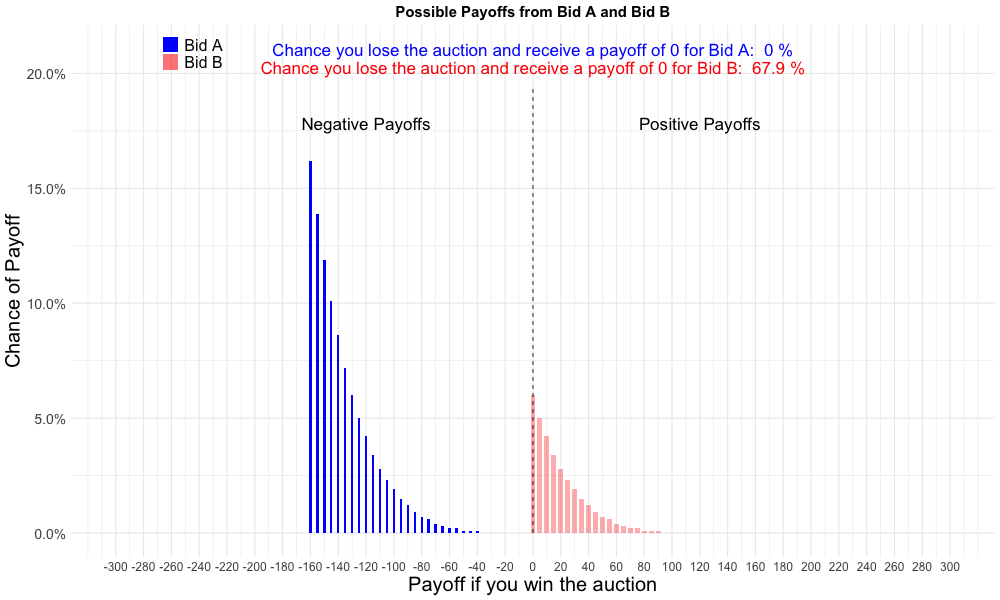 Possible Payoffs from Bid A and Bid B
Bid A
Bid B
Chance you lose the auction and receive a payoff of 0 for Bid A:  0 %
Chance you lose the auction and receive a payoff of 0 for Bid B:  67.9 %
Negative Payoffs
Positive Payoffs
Chance of Payoff
20.0%
15.0%
10.0%
5.0%
0.0%
-300 -280 -260 -240 -220 -200 -180 -160 -140 -120 -100 -80 -60 -40 -20 0 20 40 60 80 100 120 140 160 180 200 220 240 260 280 300
Payoff if you win the auction